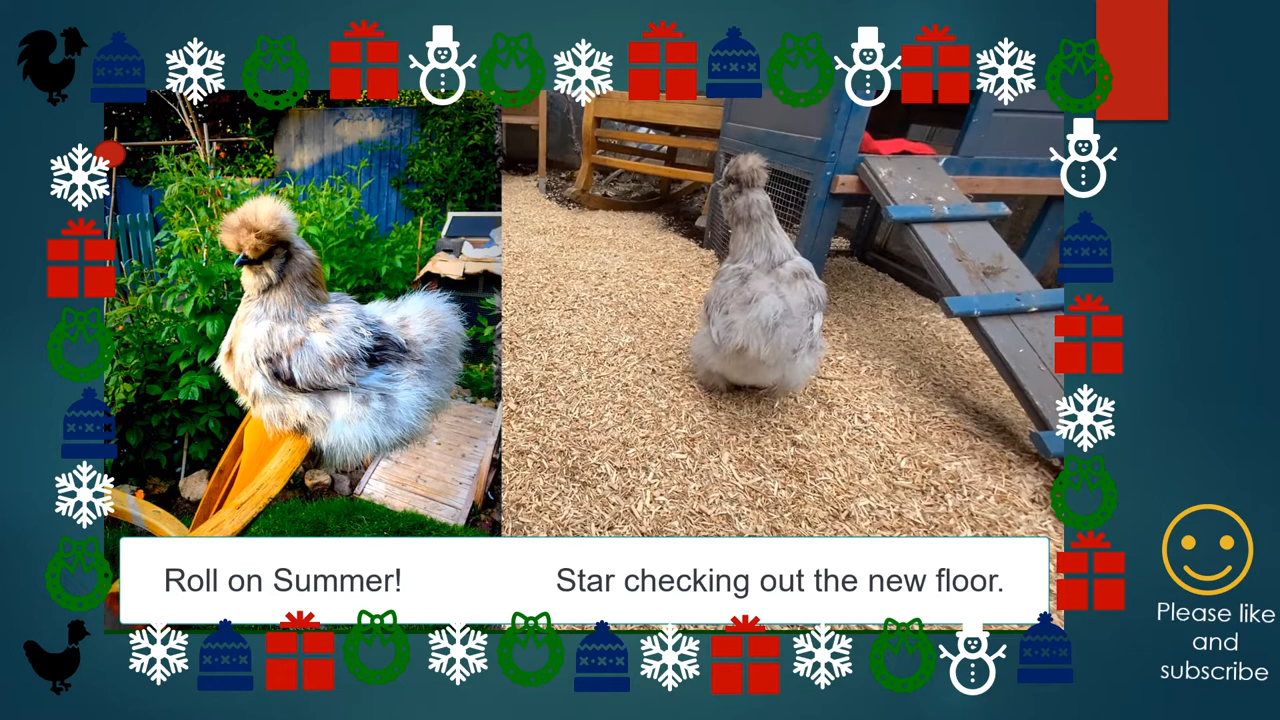 Roll on Summer!
Star checking out the new floor.
Please like
and
subscribe